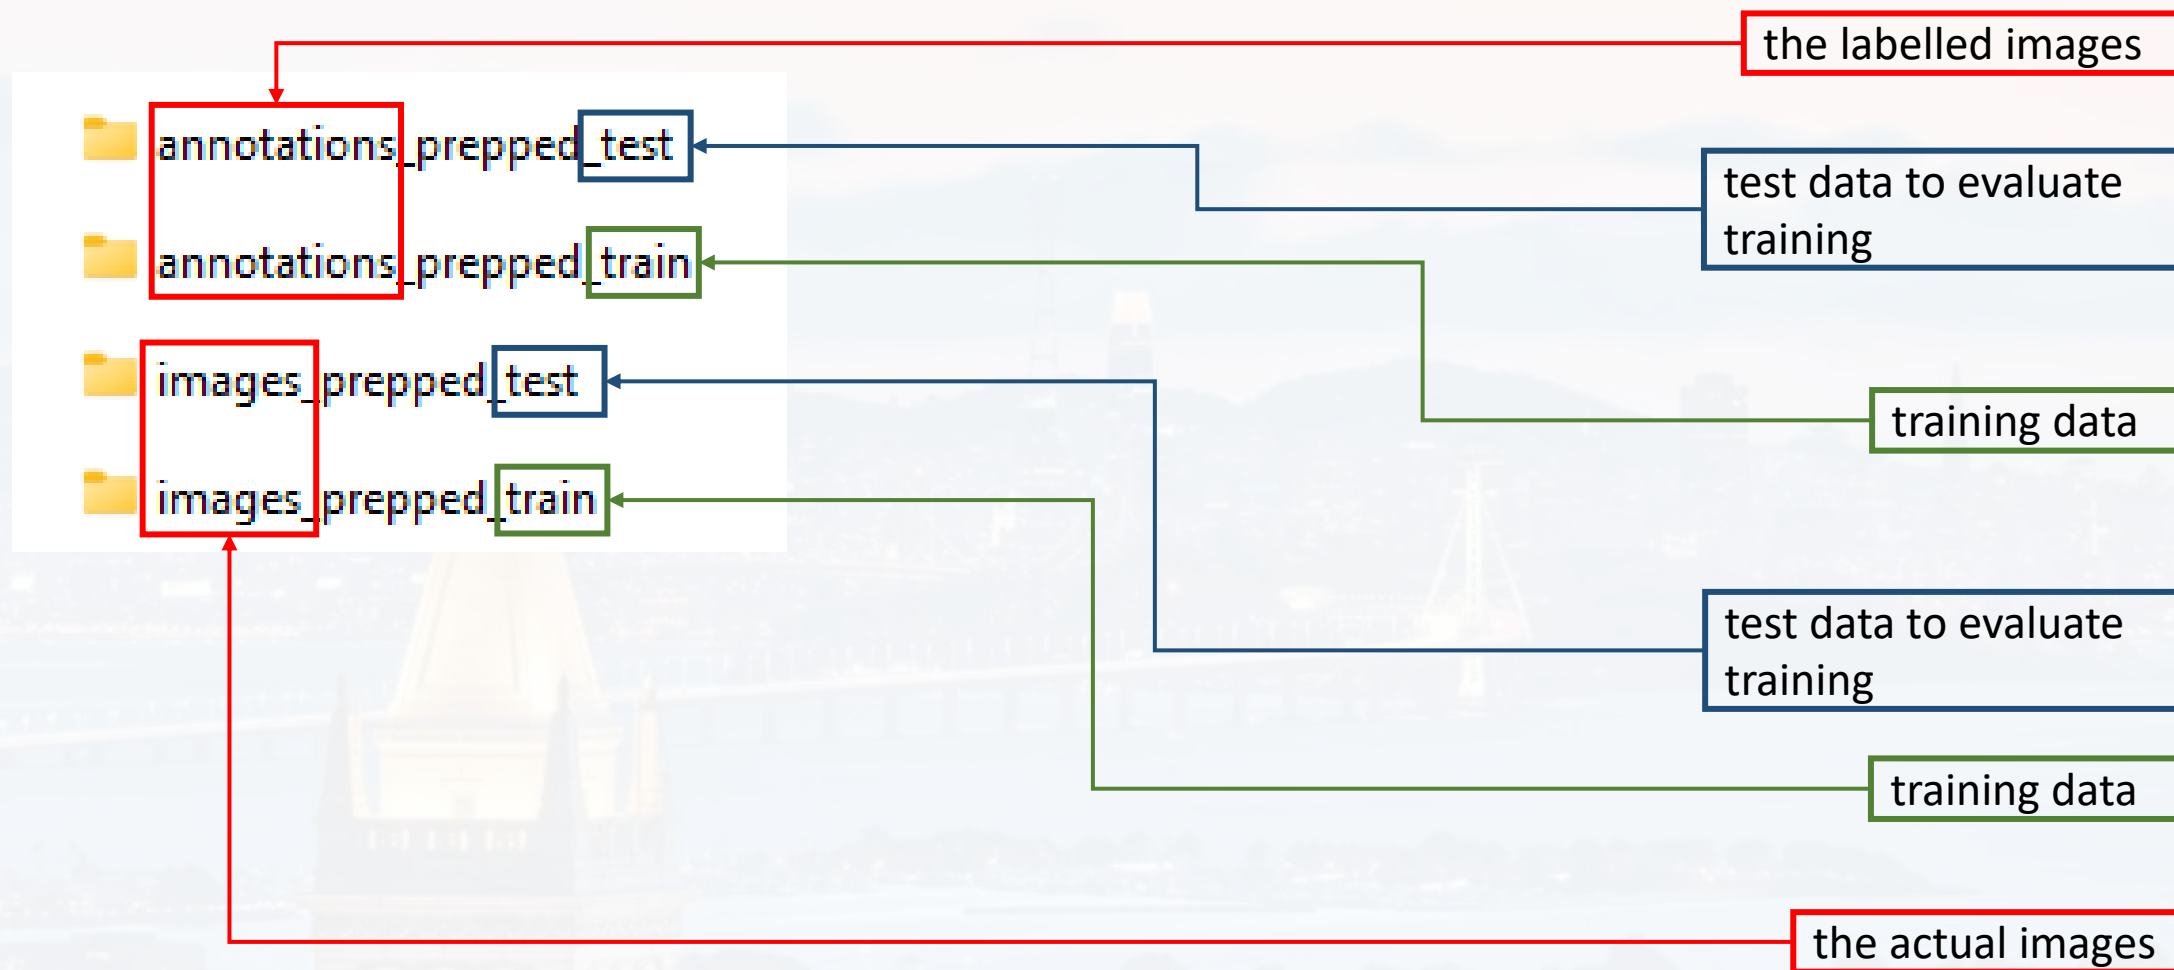 the labelled images
annotations_prepped_test
test data to evaluate
training
annotations_prepped_train
images_prepped_test
training data
images_prepped_train
test data to evaluate
training
training data
the actual images